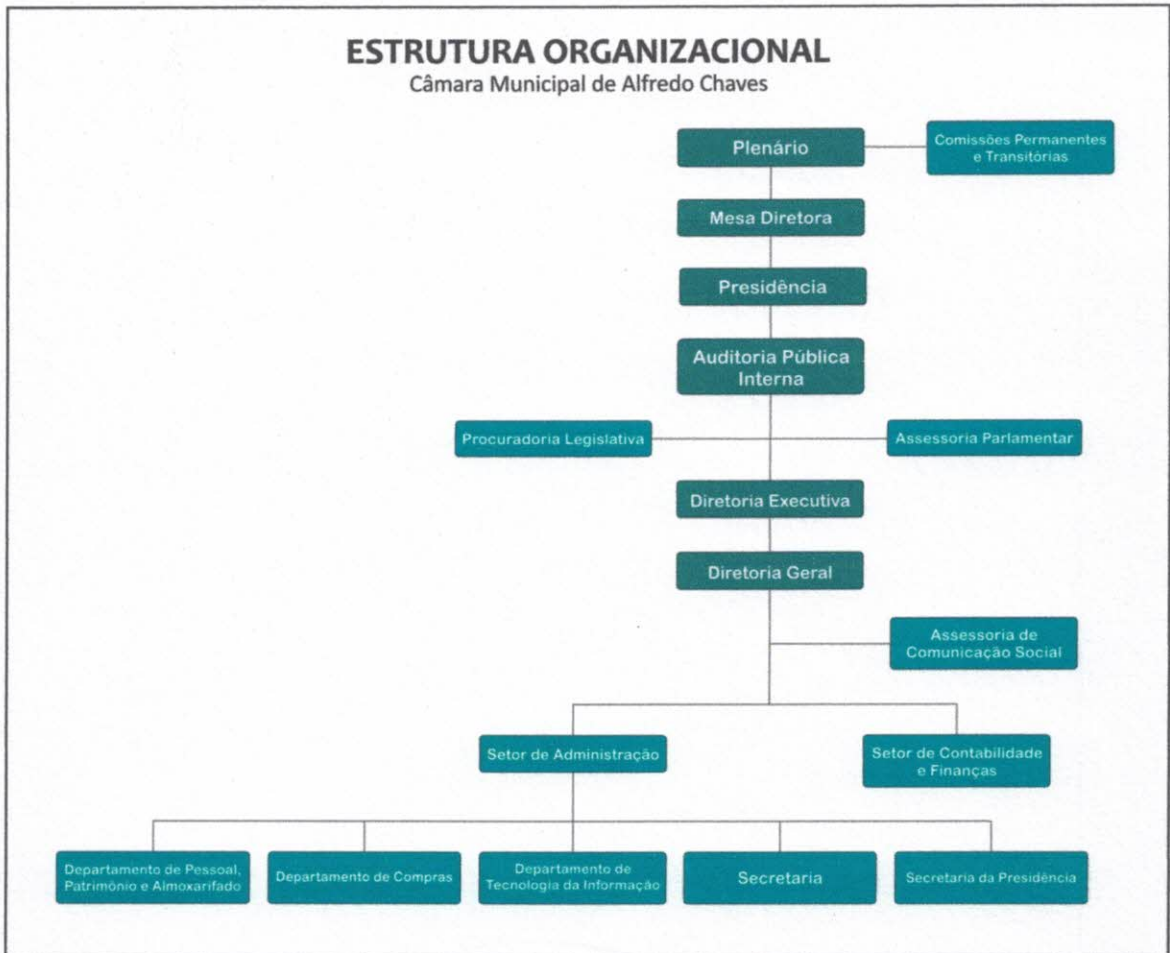 ESTRUTURA ORGANIZACIONAL
Câmara Municipal de Alfredo Chaves
Plenário
Comissões Permanentes
e Transitórias
Mesa Diretora
Presidência
Auditoria Pública
Interna
Procuradoria Legislativa
Assessoria Parlamentar
Diretoria Executiva
Diretoria Geral
Assessoria de
Comunicação Social
Setor de Administração
Setor de Contabilidade
e Finanças
Departamento de Pessoal,
Patrimônio e Almoxarifado
Departamento de Compras
Departamento de
Tecnologia da Informação
Secretaria
Secretaria da Presidência